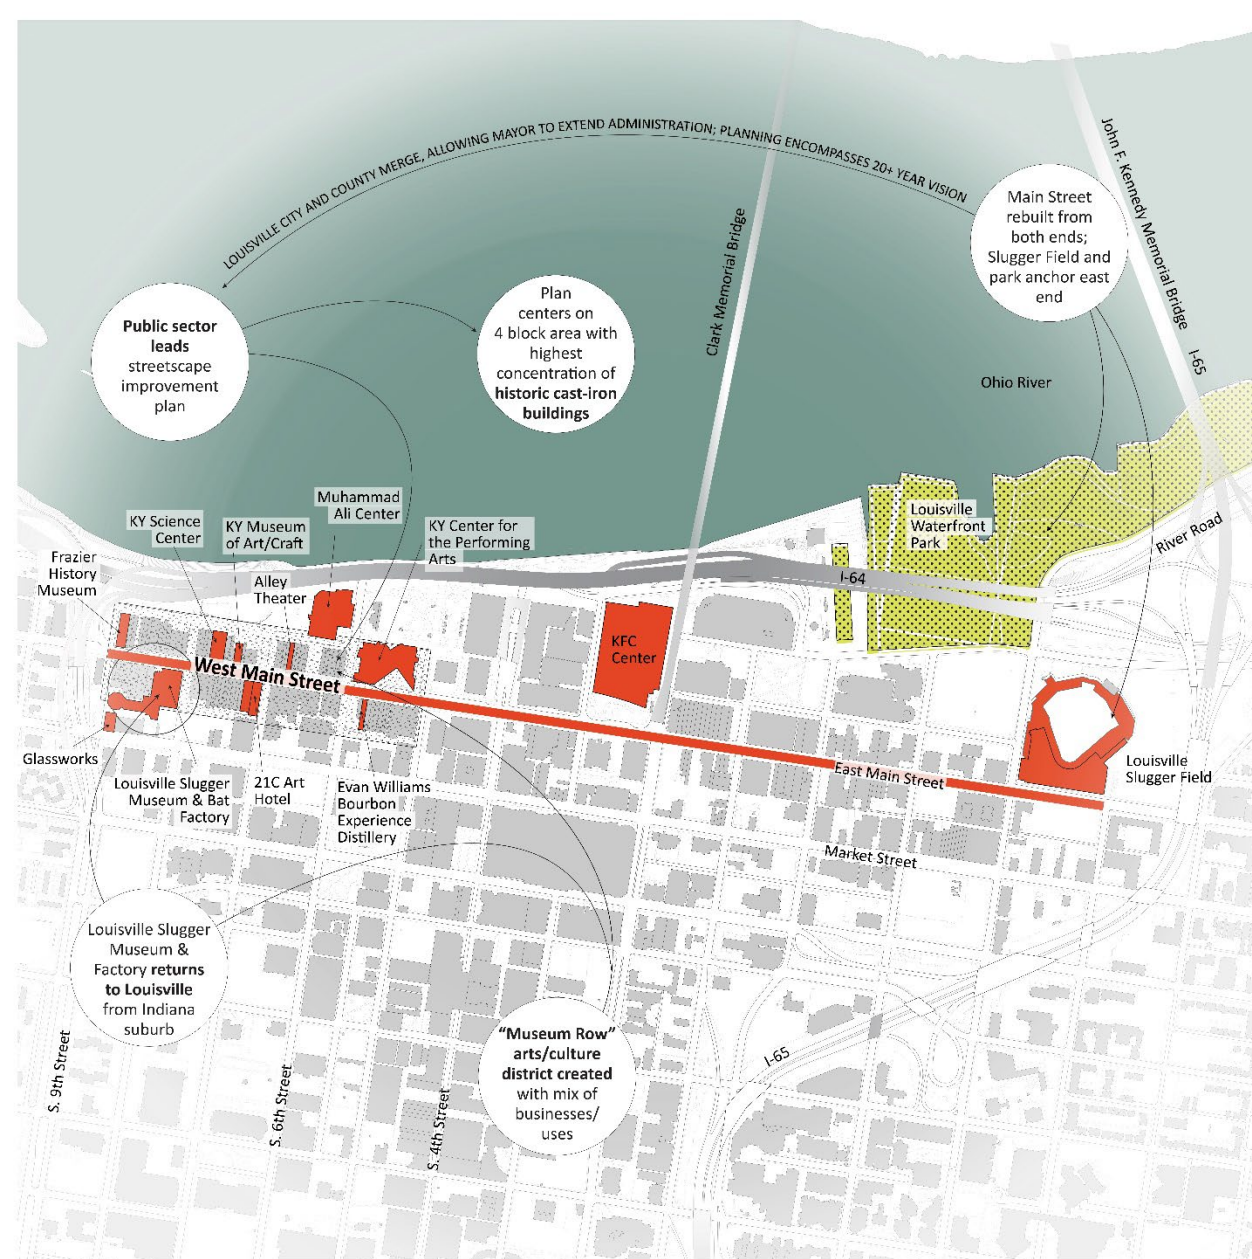 LOUISVILLE CITY AND COUNTY MERGE, ALLOWING MAYOR TO EXTEND ADMINISTRATION; PLANNING ENCOMPASSES 20+ YEAR VISION
Main Street
rebuilt from
both ends;
Slugger Field and
park anchor east
end
John F. Kennedy Memorial Bridge
I-65
Clark Memorial Bridge
Public sector
leads
streetscape
improvement
plan
Plan
centers on
4 block area with
highest
concentration of
historic cast-iron
buildings
Ohio River
Muhammad
Ali Center
KY Science
Center
KY Museum
of Art/Craft
KY Center for
the Performing
Arts
Louisville
Waterfront
Park
River Road
Frazier
History
Museum
Alley
Theater
I-64
KFC
Center
West Main Street
Glassworks
Louisville Slugger
Museum & Bat
Factory
21C Art
Hotel
Evan Williams
Bourbon
Experience
Distillery
East Main Street
Louisville
Slugger Field
Market Street
Louisville Slugger
Museum &
Factory returns
to Louisville
from Indiana
suburb
"Museum Row"
arts/culture
district created
with mix of
businesses/
uses
I-65
S. 9th Street
S. 6th Street
S. 4th Street